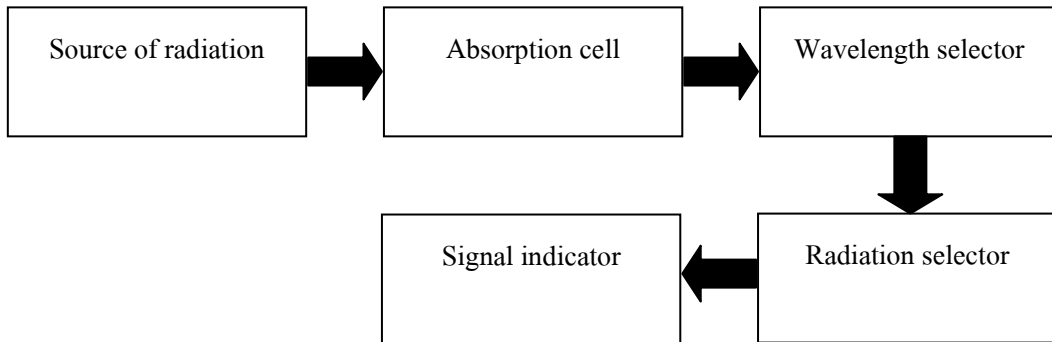 Source of radiation
Absorption cell
Wavelength selector
Radiation selector
Signal indicator